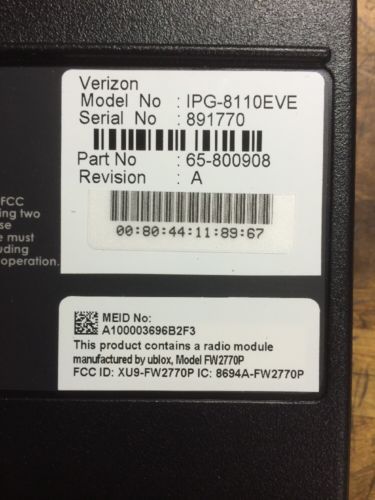 Verizon
Model No : IPG-8110EVE
Serial No : 891770
Part No : 65-800908
Revision : A
00:80:44:11:89:67
FCC
ing two
se
e must
uding
operation.
MEID No:
A100003696B2F3
This product contains a radio module
manufactured by ublox, Model FW2770P
FCC ID: XU9-FW2770P IC: 8694A-FW2770P